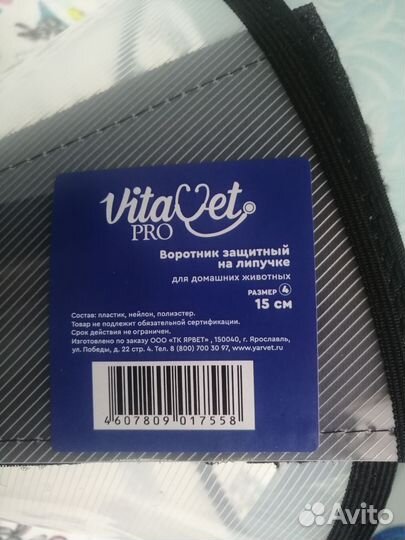 VitaVet
PRO
Воротник защитный
на липучке
для домашних животных
РАЗМЕР 4
15 см
Состав: пластик, нейлон, полиэстер.
Товар не подлежит обязательной сертификации.
Срок действия не ограничен.
Изготовлено по заказу ООО «ТК ЯРВЕТ» , 150040, г. Ярославль,
ул. Победы, д. 22 стр. 4. Тел. 8 (800) 700 30 97, www.yarvet.ru
4 607809 017558
Avito